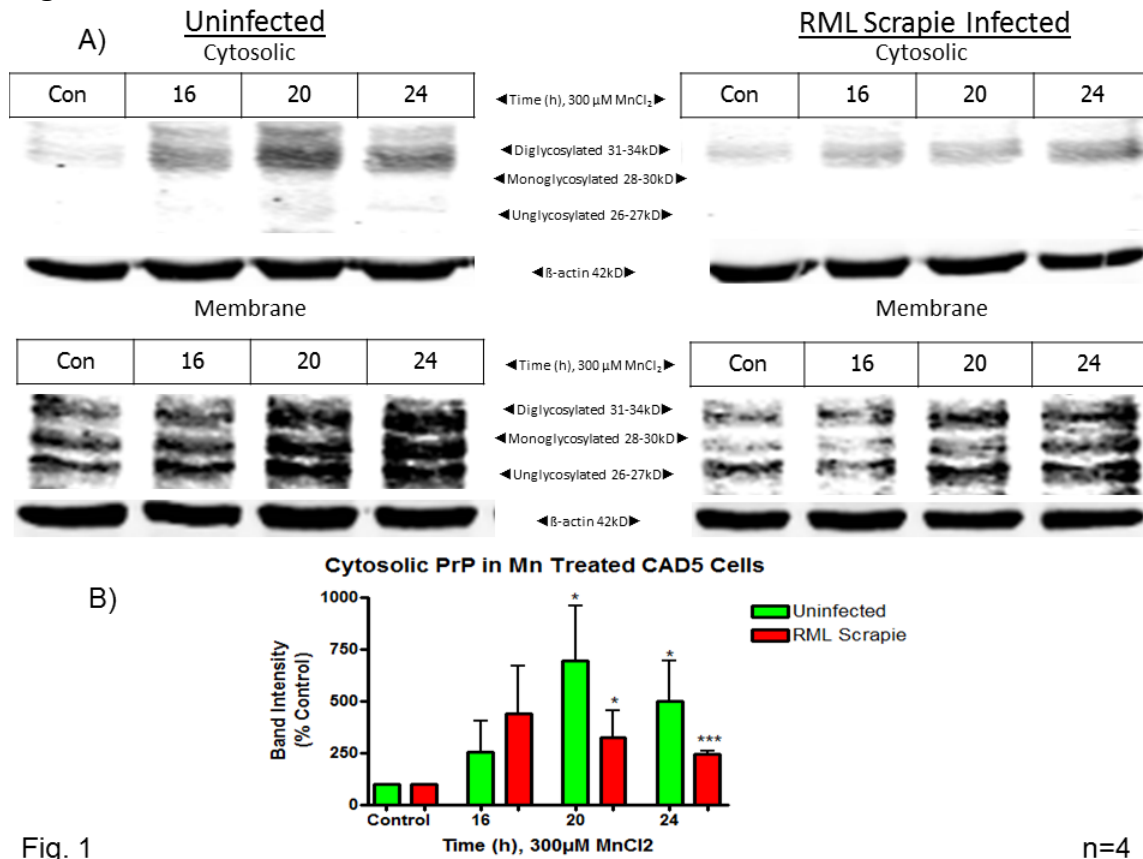 Uninfected
RML Scrapie Infected
A)
Cytosolic
Cytosolic
Con 16 20 24
◄Time (h), 300 µM MnCl₂►
Con 16 20 24
◄Diglycosylated 31-34kD►
◄Monoglycosylated 28-30kD►
◄Unglycosylated 26-27kD►
◄ß-actin 42kD►
Membrane
Membrane
Con 16 20 24
◄Time (h), 300 µM MnCl₂►
Con 16 20 24
◄Diglycosylated 31-34kD►
◄Monoglycosylated 28-30kD►
◄Unglycosylated 26-27kD►
◄ß-actin 42kD►
Cytosolic PrP in Mn Treated CAD5 Cells
B)
Band Intensity
(% Control)
1000
750
500
250
0
* * * ***
Uninfected
RML Scrapie
Control 16 20 24
Time (h), 300µM MnCl2
Fig. 1
n=4